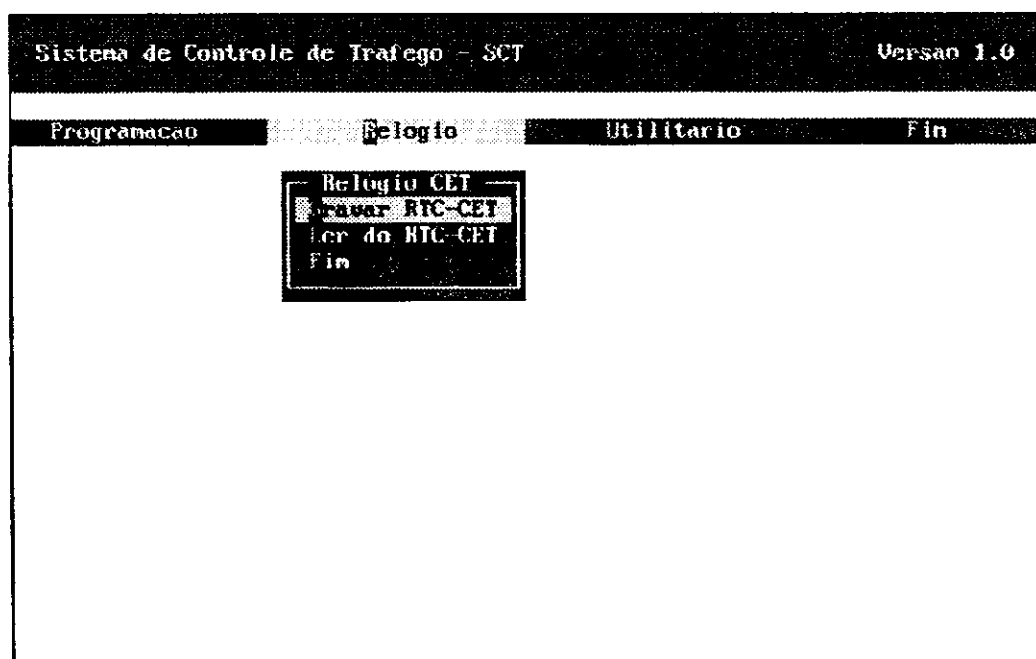 Sistema de Controle de Trafego - SCT Versao 1.0
Programacao Relogio Utilitario Fim
Relogio CET
Gravar RTC-CET
Ler do RTC-CET
Fim